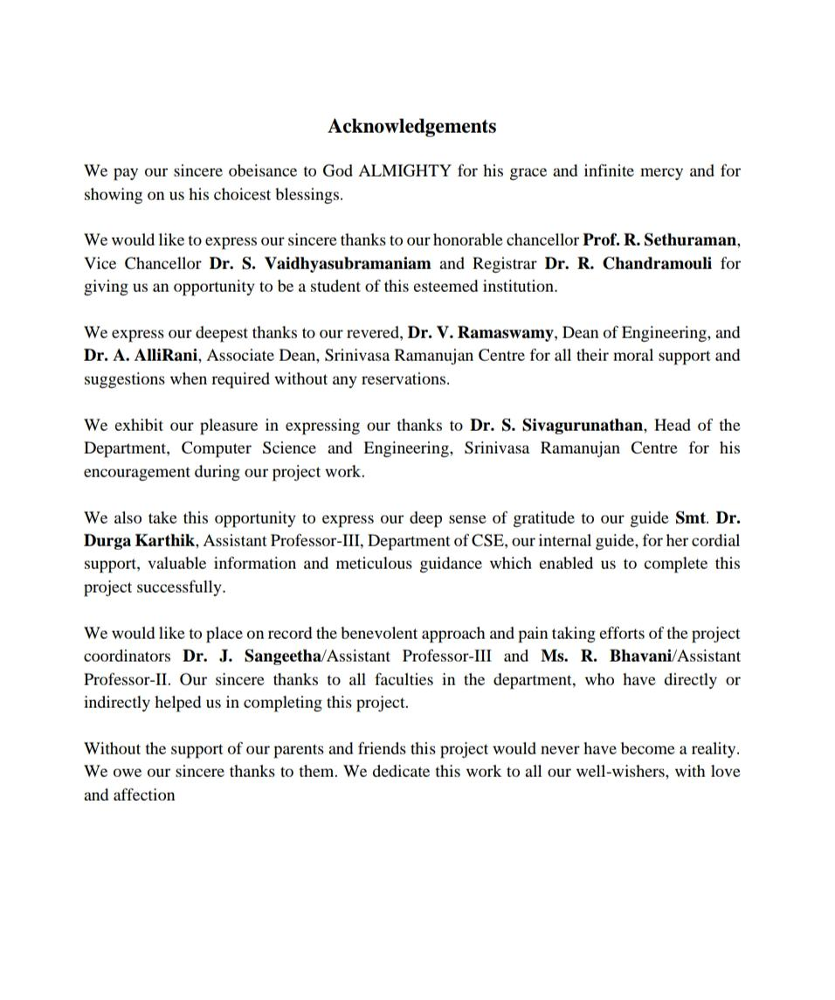 Acknowledgements
We pay our sincere obeisance to God ALMIGHTY for his grace and infinite mercy and for
showing on us his choicest blessings.
We would like to express our sincere thanks to our honorable chancellor Prof. R. Sethuraman,
Vice Chancellor Dr. S. Vaidhyasubramaniam and Registrar Dr. R. Chandramouli for
giving us an opportunity to be a student of this esteemed institution.
We express our deepest thanks to our revered, Dr. V. Ramaswamy, Dean of Engineering, and
Dr. A. AlliRani, Associate Dean, Srinivasa Ramanujan Centre for all their moral support and
suggestions when required without any reservations.
We exhibit our pleasure in expressing our thanks to Dr. S. Sivagurunathan, Head of the
Department, Computer Science and Engineering, Srinivasa Ramanujan Centre for his
encouragement during our project work.
We also take this opportunity to express our deep sense of gratitude to our guide Smt. Dr.
Durga Karthik, Assistant Professor-III, Department of CSE, our internal guide, for her cordial
support, valuable information and meticulous guidance which enabled us to complete this
project successfully.
We would like to place on record the benevolent approach and pain taking efforts of the project
coordinators Dr. J. Sangeetha/Assistant Professor-III and Ms. R. Bhavani/Assistant
Professor-II. Our sincere thanks to all faculties in the department, who have directly or
indirectly helped us in completing this project.
Without the support of our parents and friends this project would never have become a reality.
We owe our sincere thanks to them. We dedicate this work to all our well-wishers, with love
and affection